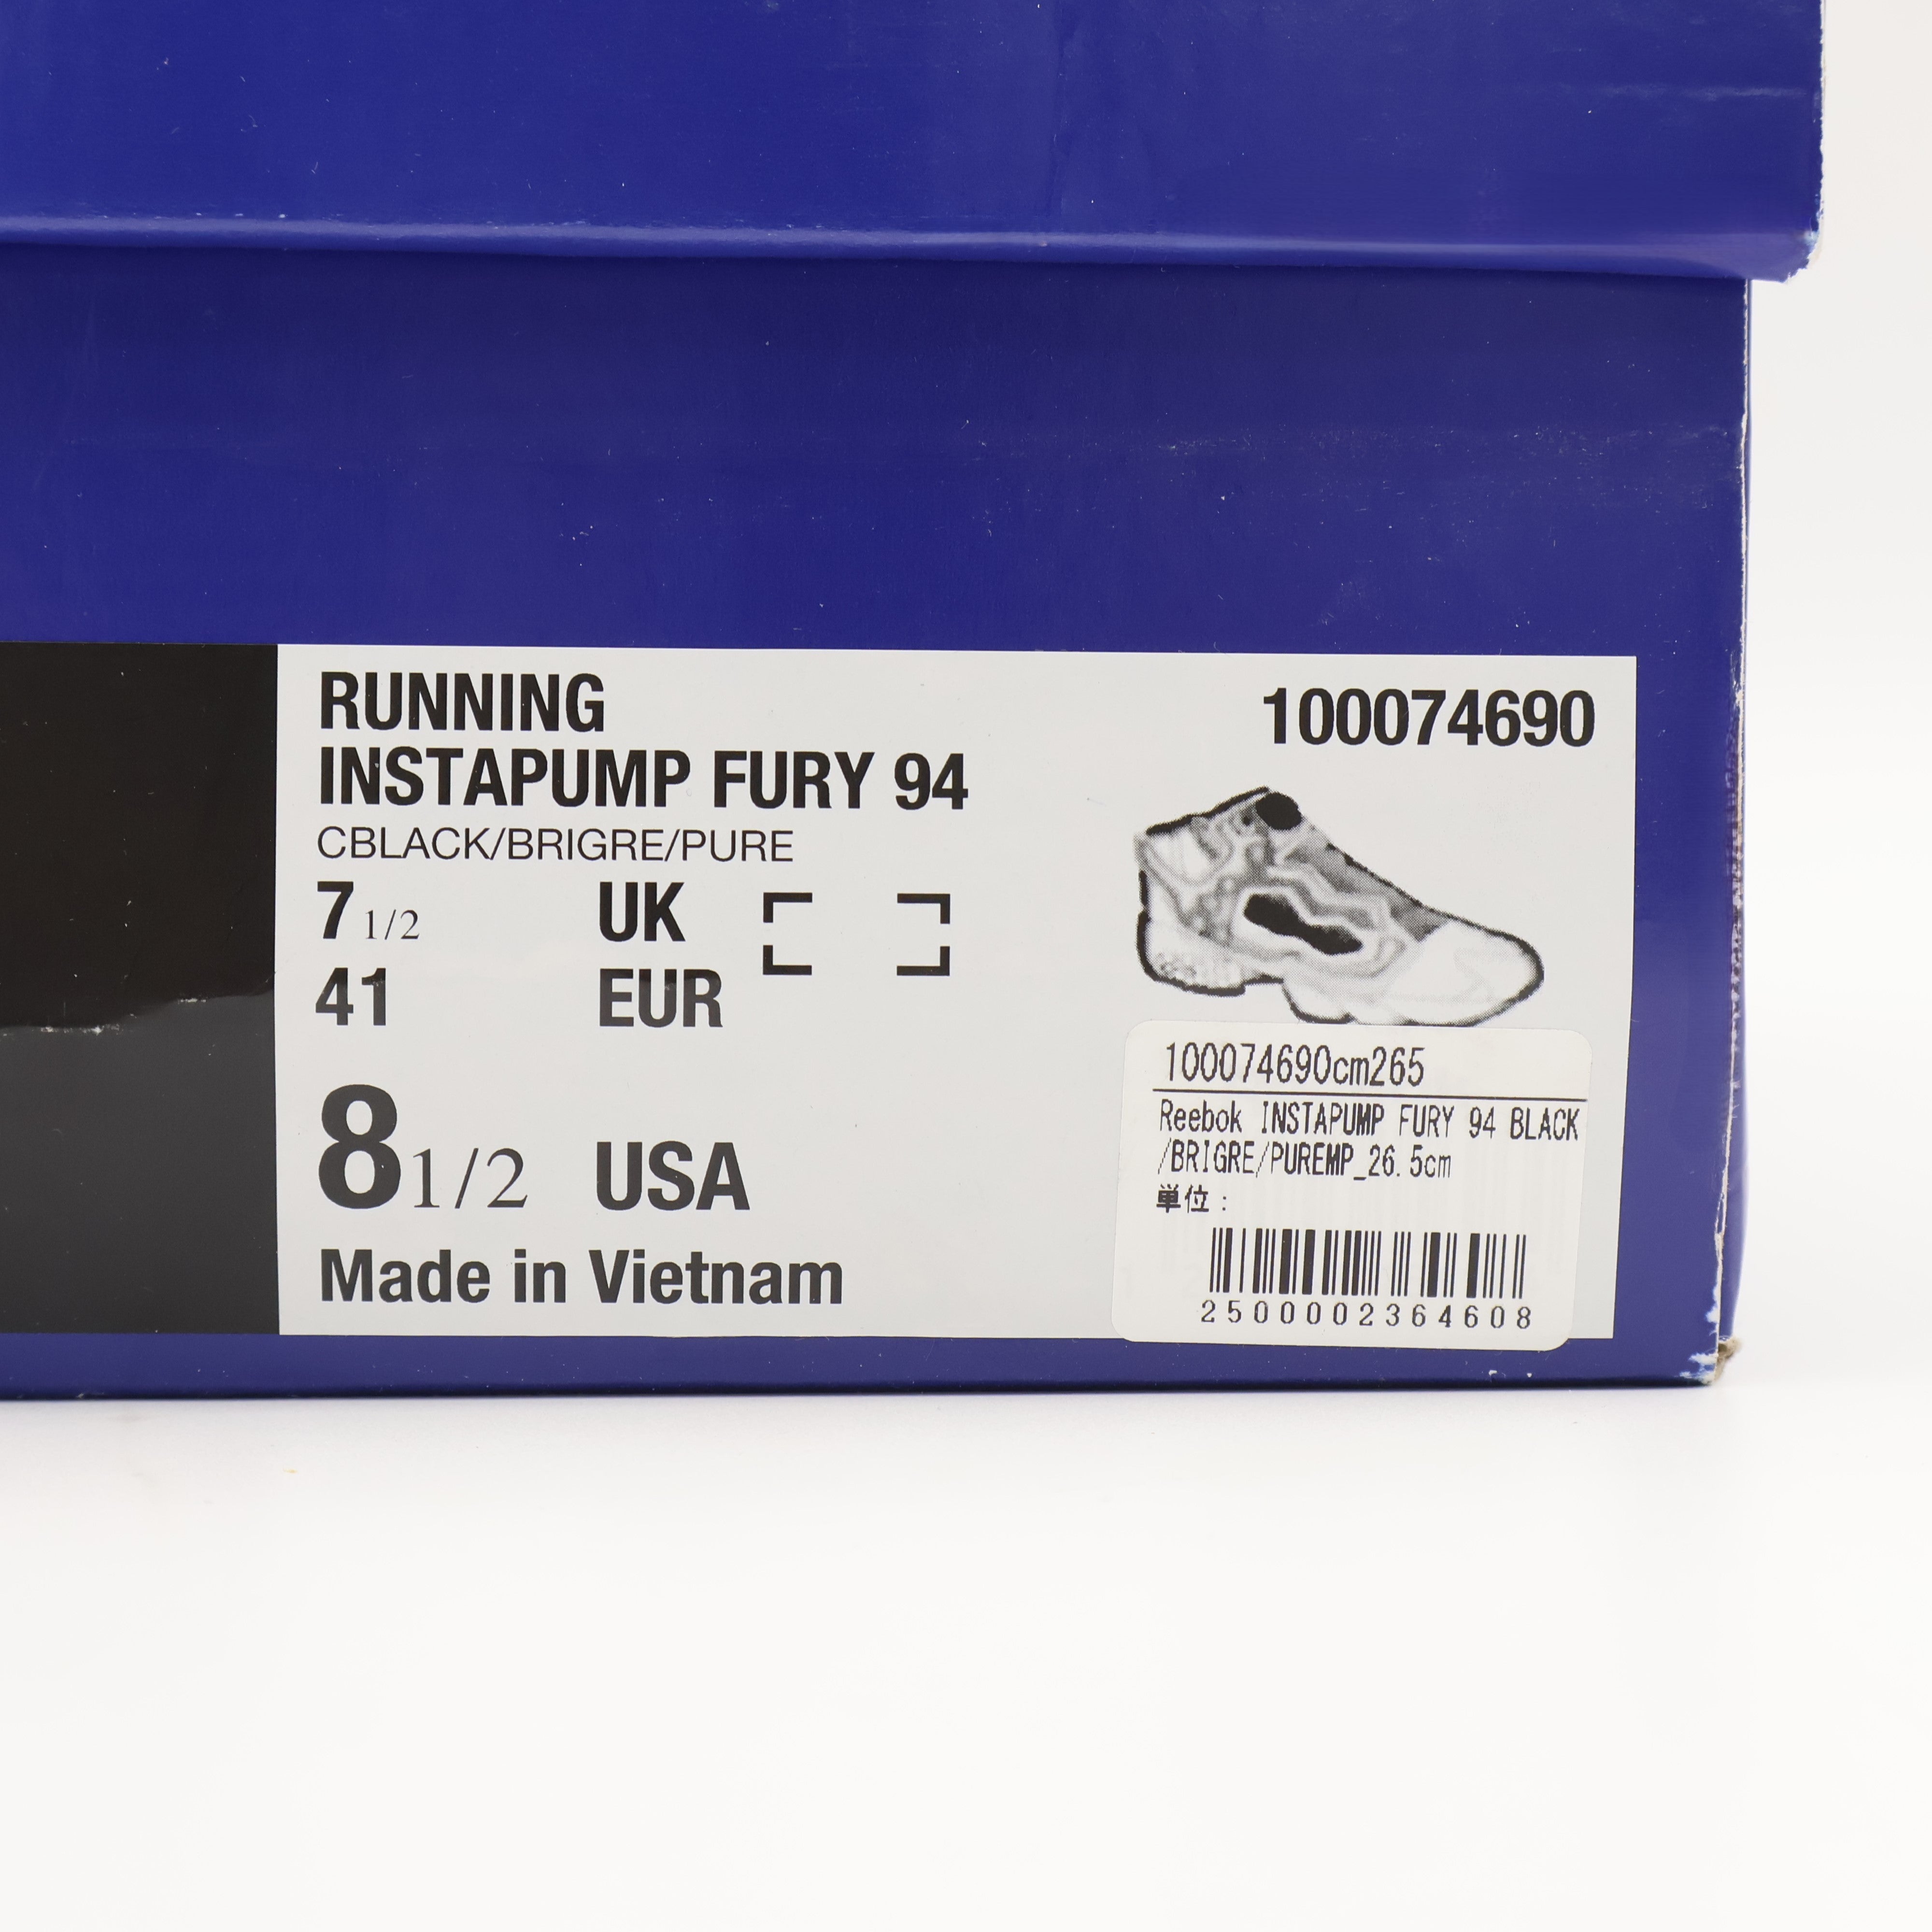 RUNNING
INSTAPUMP FURY 94
CBLACK/BRIGRE/PURE
7 1/2 UK
41 EUR
8 1/2 USA
Made in Vietnam
100074690
100074690cm265
Reebok INSTAPUMP FURY 94 BLACK
/BRIGRE/PUREMP_26.5cm
単位:
2500002364608